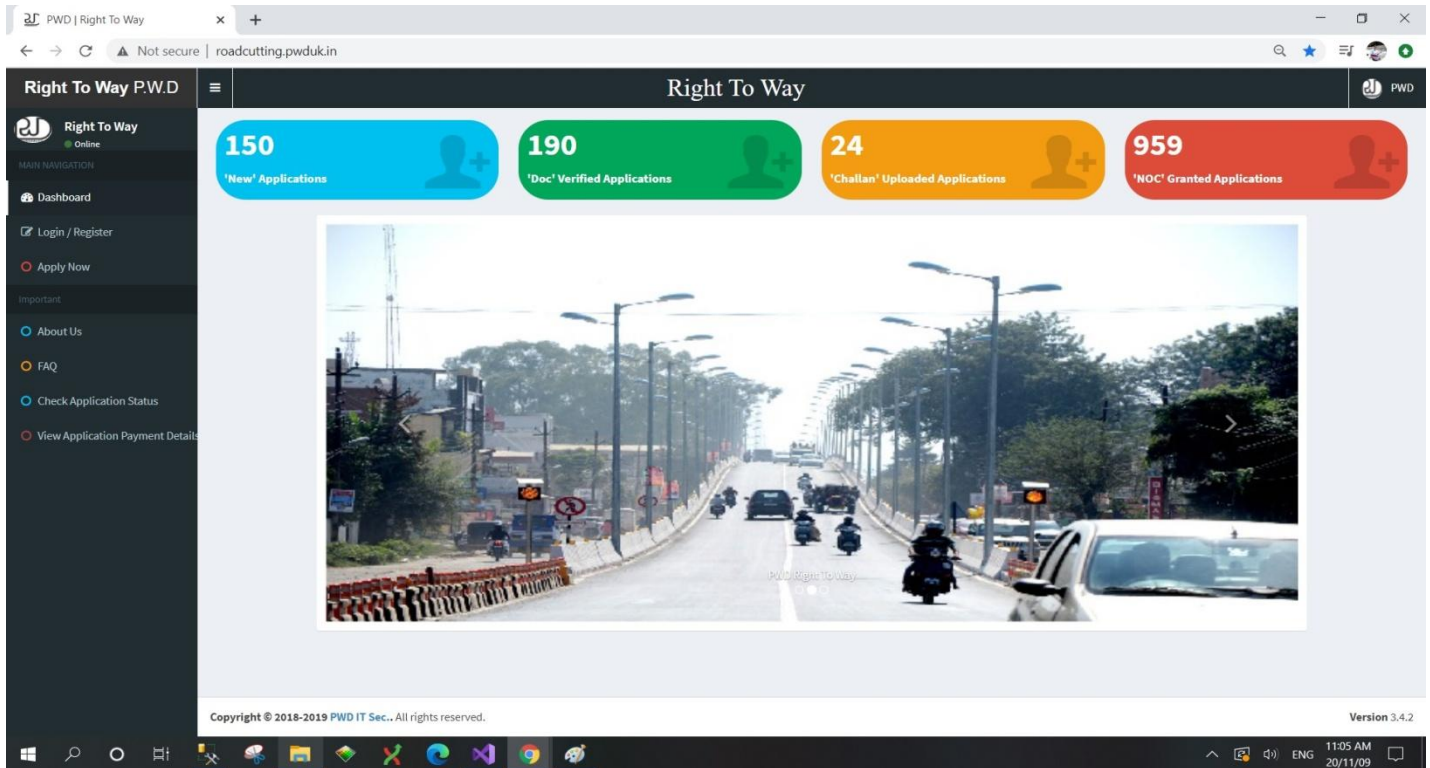 PWD | Right To Way
Not secure | roadcutting.pwduk.in
Right To Way P.W.D
Right To Way
PWD
Right To Way
Online
MAIN NAVIGATION
Dashboard
Login / Register
Apply Now
Important
About Us
FAQ
Check Application Status
View Application Payment Details
150
'New' Applications
190
'Doc' Verified Applications
24
'Challan' Uploaded Applications
959
'NOC' Granted Applications
PWD Right To Way
Copyright © 2018-2019 PWD IT Sec.. All rights reserved.
Version 3.4.2
ENG
11:05 AM
20/11/09